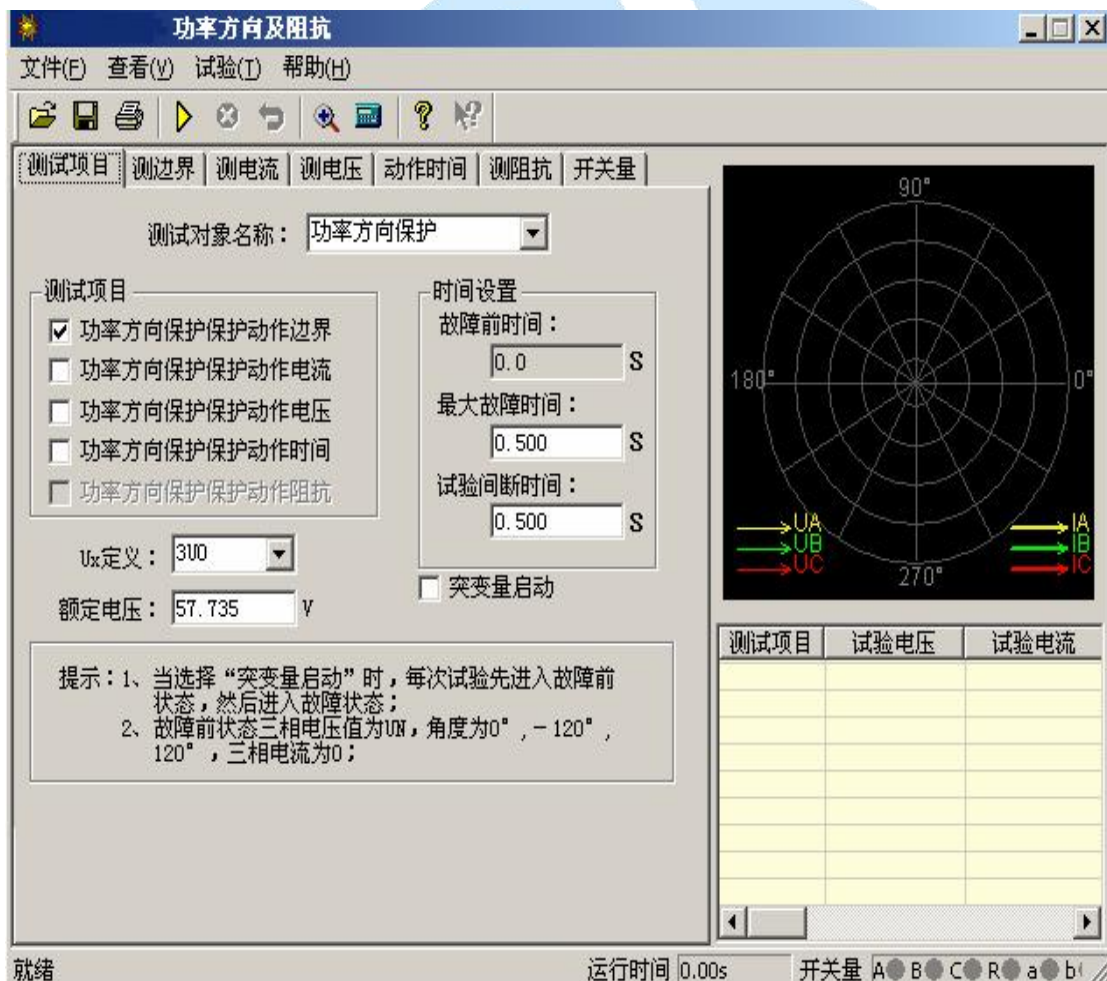 功率方向及阻抗
文件(F) 查看(V) 试验(T) 帮助(H)
测试项目 测边界 测电流 测电压 动作时间 测阻抗 开关量
测试对象名称： 功率方向保护
测试项目
功率方向保护保护动作边界
功率方向保护保护动作电流
功率方向保护保护动作电压
功率方向保护保护动作时间
功率方向保护保护动作阻抗
时间设置
故障前时间：
0.0 S
最大故障时间：
0.500 S
试验间断时间：
0.500 S
Ux定义： 3U0
额定电压： 57.735 V
突变量启动
提示：1、当选择“突变量启动”时，每次试验先进入故障前
状态，然后进入故障状态；
2、故障前状态三相电压值为UN，角度为0°，－120°，
120°，三相电流为0；
90°
180° 0°
270°
UA IA
UB IB
UC IC
测试项目 试验电压 试验电流
就绪 运行时间 0.00s 开关量 A B C R a b